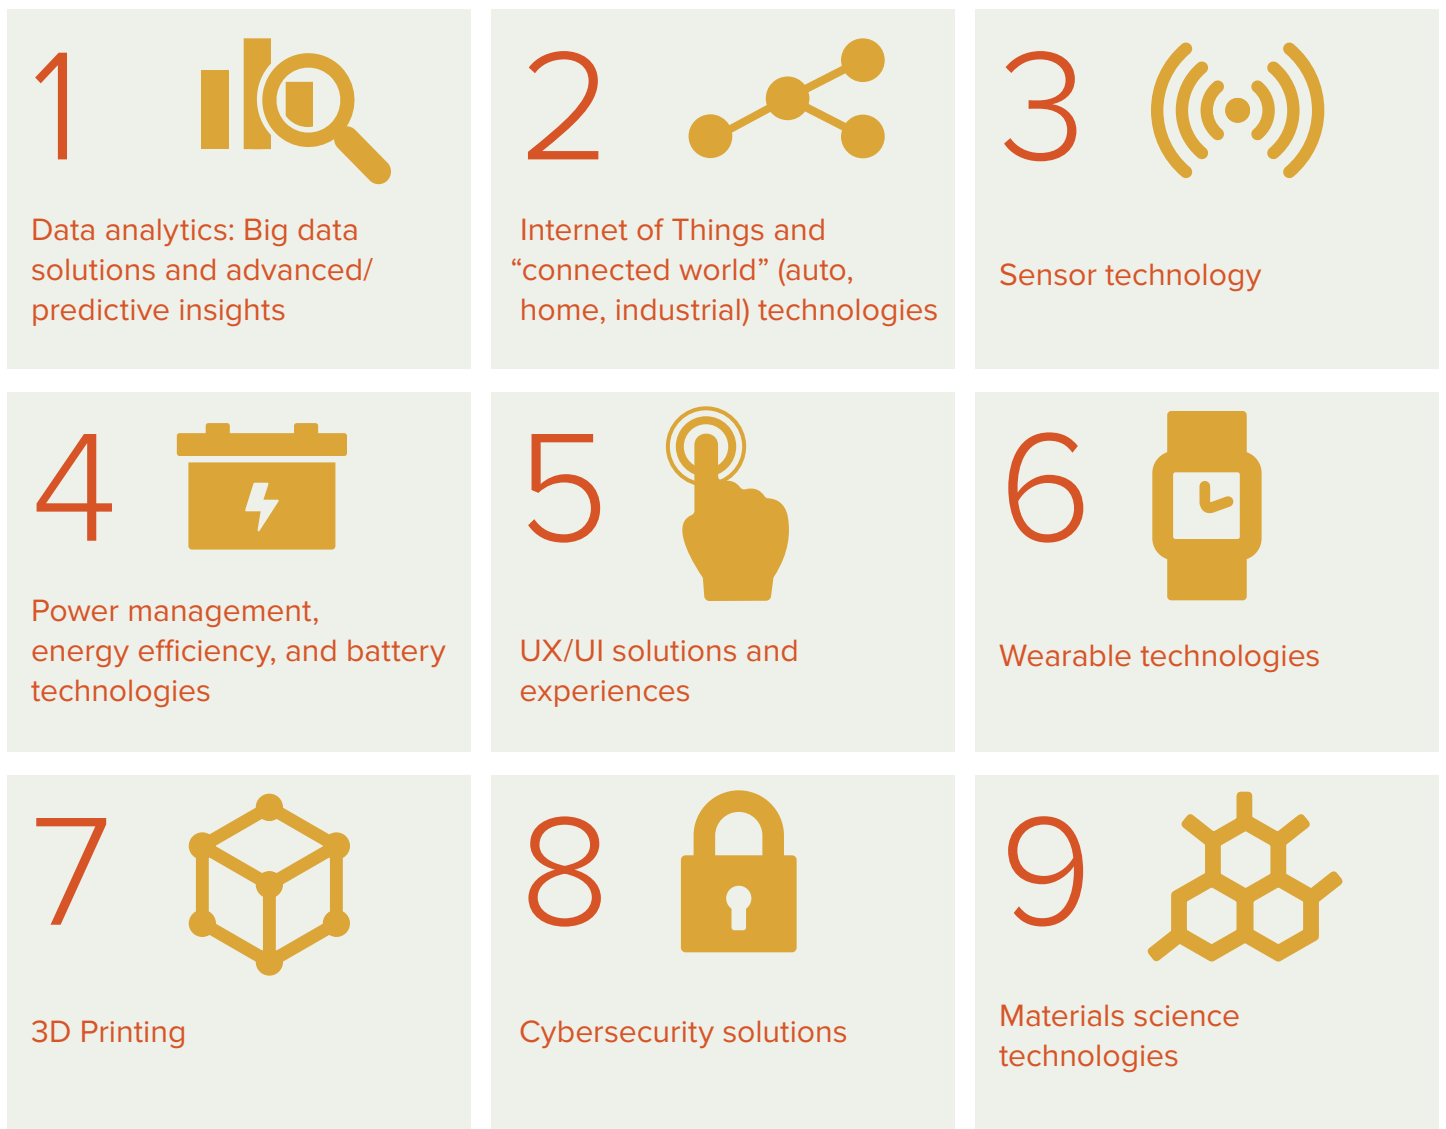 1
Data analytics: Big data
solutions and advanced/
predictive insights
2
Internet of Things and
“connected world” (auto,
home, industrial) technologies
3
Sensor technology
4
Power management,
energy efficiency, and battery
technologies
5
UX/UI solutions and
experiences
6
Wearable technologies
7
3D Printing
8
Cybersecurity solutions
9
Materials science
technologies